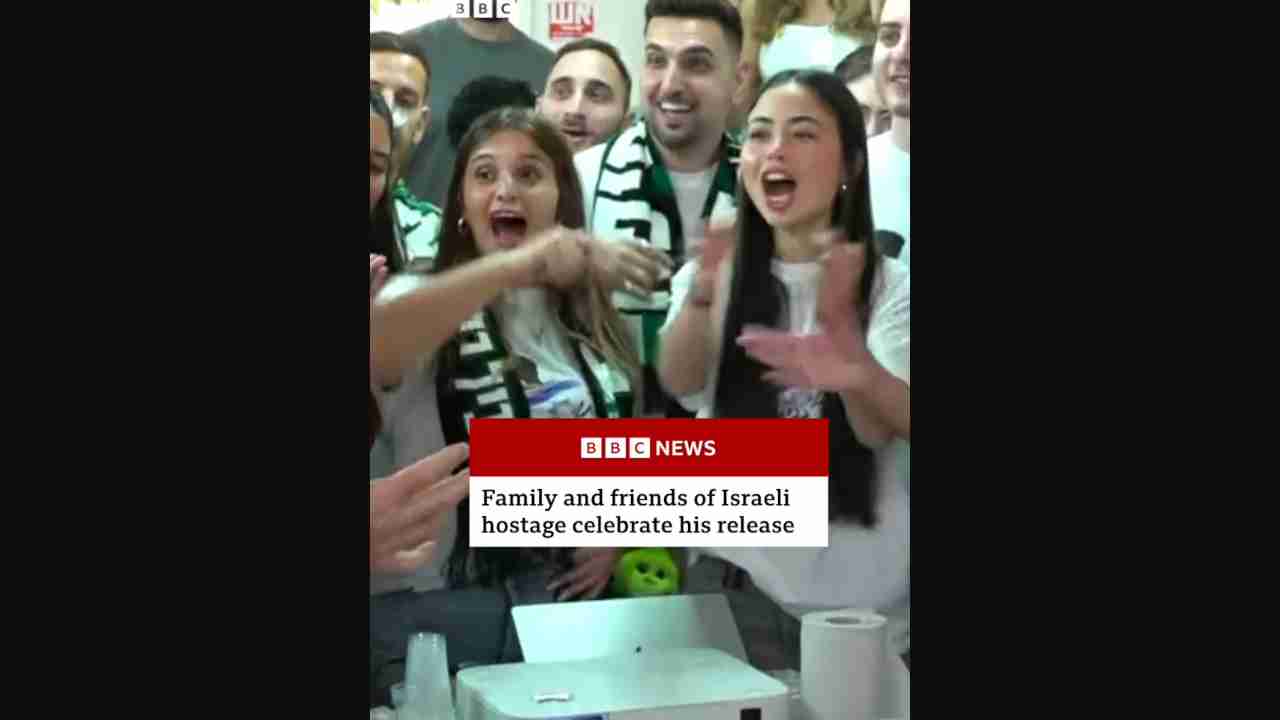 BBC
BBC NEWS
Family and friends of Israeli
hostage celebrate his release